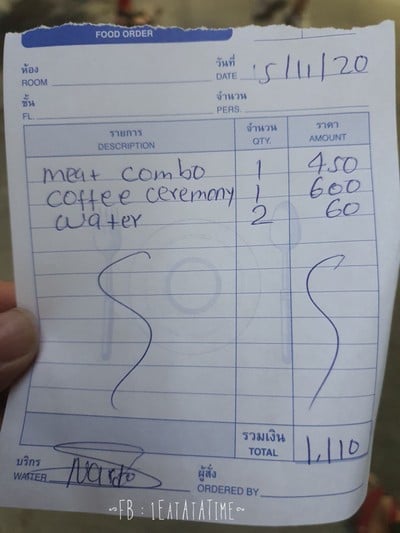 FOOD ORDER
ห้อง
ROOM
วันที่
DATE 5/11/20
ชั้น
FL.
จำนวน
PERS.
รายการ จำนวน ราคา
DESCRIPTION QTY. AMOUNT
meat combo 1 450
coffee ceremony 1 600
water 2 60
รวมเงิน
TOTAL 1,110
บริกร
WAITER
ผู้สั่ง
ORDERED BY
~FB : 1EATATATIME~